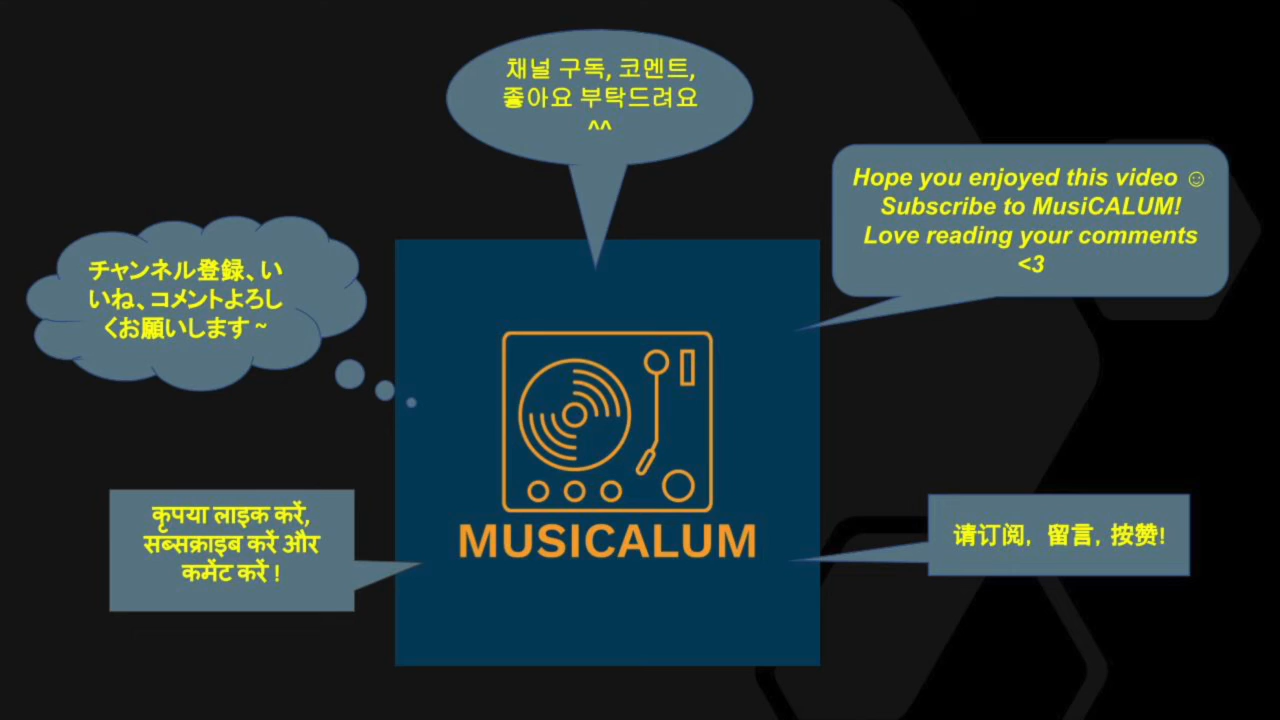 채널 구독, 코멘트,
좋아요 부탁드려요
^^
Hope you enjoyed this video ☺
Subscribe to MusiCALUM!
Love reading your comments
<3
チャンネル登録、い
いね、コメントよろし
くお願いします ~
MUSICALUM
कृपया लाइक करें,
सब्सक्राइब करें और
कमेंट करें !
请订阅，留言, 按赞!